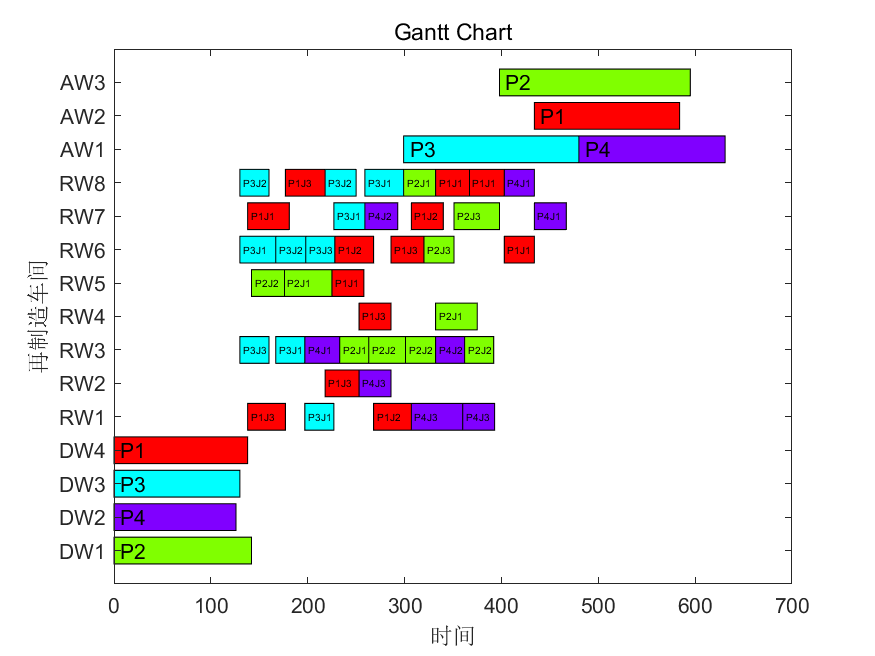 Gantt Chart
AW3 P2
AW2 P1
AW1 P3 P4
RW8 P3J2 P1J3 P3J2 P3J1 P2J1 P1J1 P1J1 P4J1
RW7 P1J1 P3J1 P4J2 P1J2 P2J3 P4J1
RW6 P3J1 P3J2 P3J3 P1J2 P1J3 P2J3 P1J1
RW5 P2J2 P2J1 P1J1
RW4 P1J3 P2J1
RW3 P3J3 P3J1 P4J1 P2J1 P2J2 P2J2 P4J2 P2J2
RW2 P1J3 P4J3
RW1 P1J3 P3J1 P1J2 P4J3 P4J3
DW4 P1
DW3 P3
DW2 P4
DW1 P2
0 100 200 300 400 500 600 700
时间
再制造车间